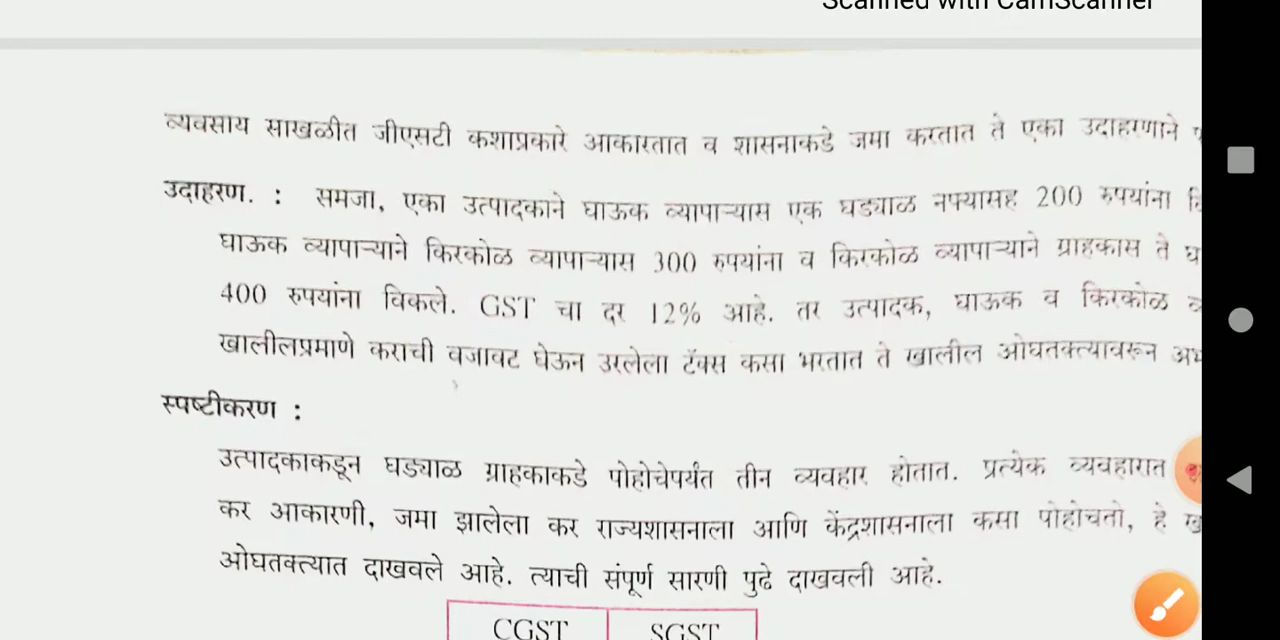 Scanned with CamScanner
व्यवसाय साखळीत जीएसटी कशाप्रकारे आकारतात व शासनाकडे जमा करतात ते एका उदाहरणाने
उदाहरण. : समजा, एका उत्पादकाने घाऊक व्यापाऱ्यास एक घड्याळ नफ्यासह 200 रुपयांना
घाऊक व्यापाऱ्याने किरकोळ व्यापाऱ्यास 300 रुपयांना व किरकोळ व्यापाऱ्याने ग्राहकास ते
400 रुपयांना विकले. GST चा दर 12% आहे. तर उत्पादक, घाऊक व किरकोळ
खालीलप्रमाणे कराची वजावट घेऊन उरलेला टॅक्स कसा भरतात ते खालील ओघतक्त्यावरून
स्पष्टीकरण :
उत्पादकाकडून घड्याळ ग्राहकाकडे पोहोचेपर्यंत तीन व्यवहार होतात. प्रत्येक व्यवहारात
कर आकारणी, जमा झालेला कर राज्यशासनाला आणि केंद्रशासनाला कसा पोहोचतो, हे
ओघतक्त्यात दाखवले आहे. त्याची संपूर्ण सारणी पुढे दाखवली आहे.
CGST SGST